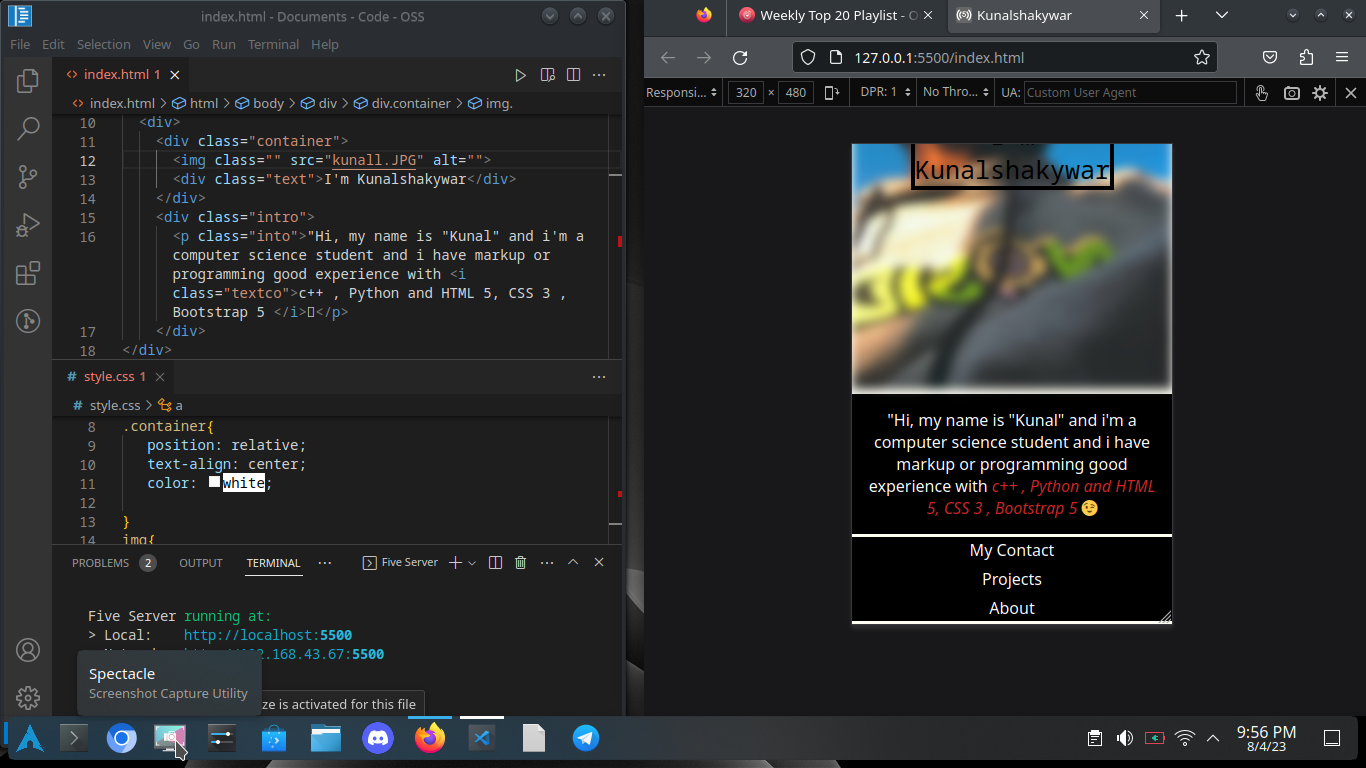 index.html - Documents - Code - OSS
File Edit Selection View Go Run Terminal Help
index.html 1
index.html > html > body > div > div.container > img.
10 <div>
11 <div class="container">
12 <img class="" src="kunall.JPG" alt="">
13 <div class="text">I'm Kunalshakywar</div>
14 </div>
15 <div class="intro">
16 <p class="into">"Hi, my name is "Kunal" and i'm a
computer science student and i have markup or
programming good experience with <i
class="textco">c++ , Python and HTML 5, CSS 3 ,
Bootstrap 5 </i></p>
17 </div>
18 </div>
# style.css 1
# style.css > a
8 .container{
9 position: relative;
10 text-align: center;
11 color: white;
12
13 }
14 img{
PROBLEMS 2 OUTPUT TERMINAL ··· Five Server
Five Server running at:
> Local: http://localhost:5500
.168.43.67:5500
Spectacle
Screenshot Capture Utility
ze is activated for this file
Weekly Top 20 Playlist - O
Kunalshakywar
127.0.0.1:5500/index.html
Responsi... 320 × 480 DPR: 1 No Thro... UA: Custom User Agent
Kunalshakywar
"Hi, my name is "Kunal" and i'm a
computer science student and i have
markup or programming good
experience with c++ , Python and HTML
5, CSS 3 , Bootstrap 5 😉
My Contact
Projects
About
9:56 PM
8/4/23